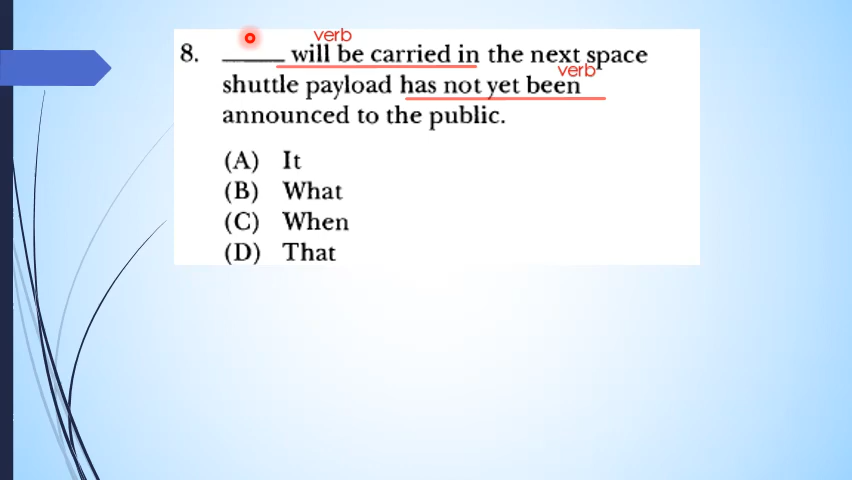 verb
8. _____ will be carried in the next space
verb
shuttle payload has not yet been
announced to the public.
(A) It
(B) What
(C) When
(D) That